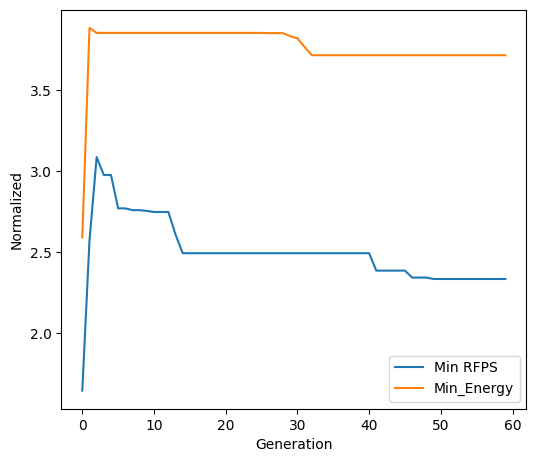 3.5
3.0
2.5
2.0
Normalized
0 10 20 30 40 50 60
Generation
Min RFPS
Min_Energy